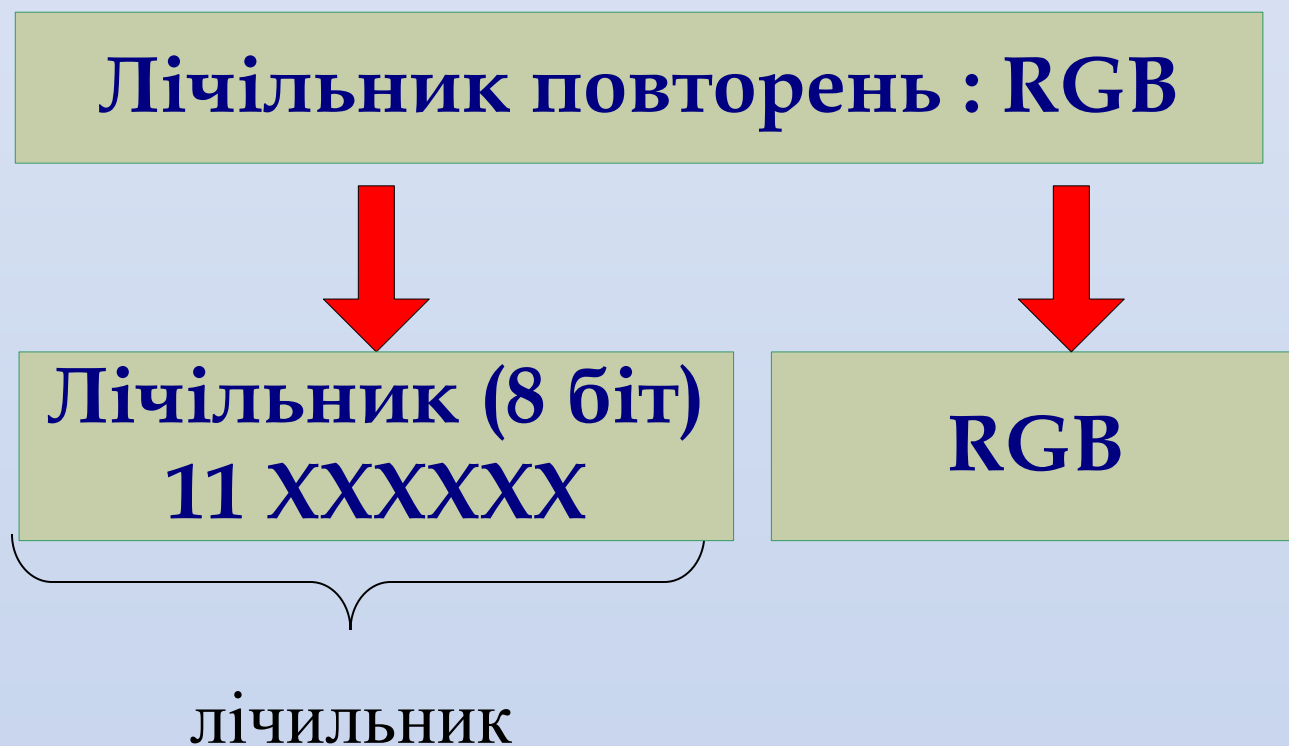 Лічільник повторень : RGB
Лічільник (8 біт)
11 XXXXXX
RGB
лічильник